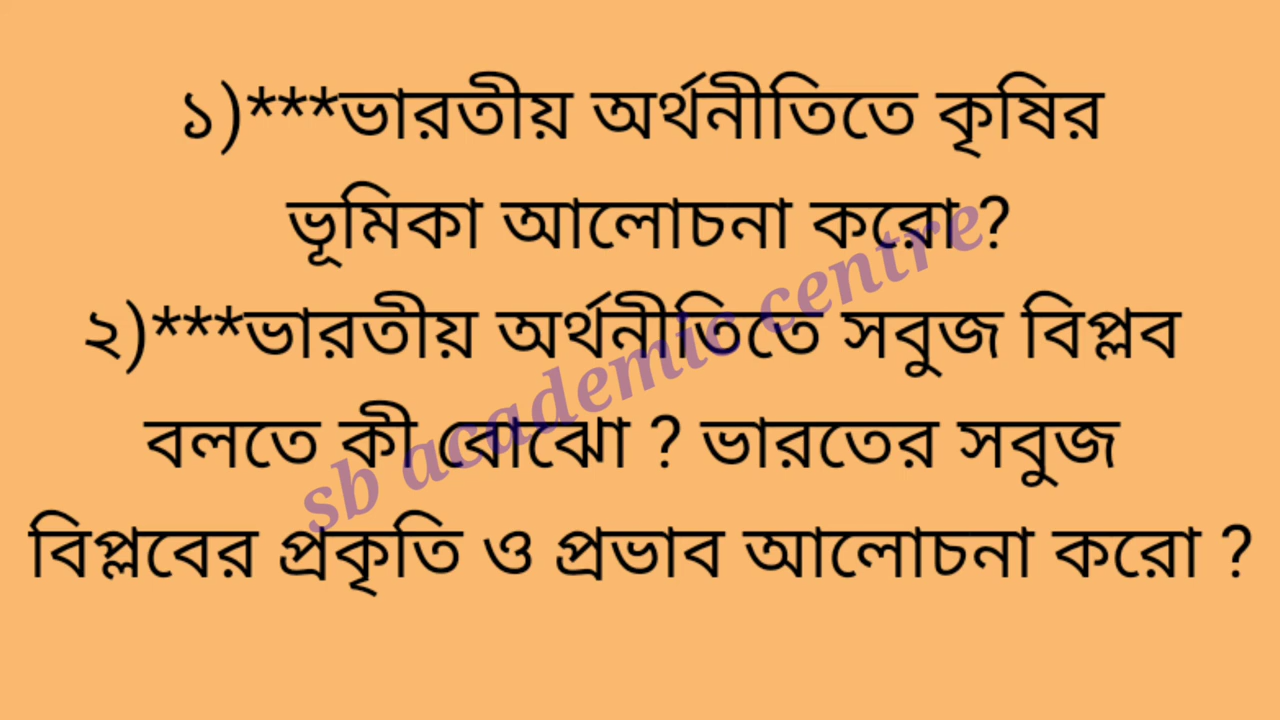 ১)***ভারতীয় অর্থনীতিতে কৃষির
ভূমিকা আলোচনা করো ?
২)***ভারতীয় অর্থনীতিতে সবুজ বিপ্লব
বলতে কী বোঝো ? ভারতের সবুজ
বিপ্লবের প্রকৃতি ও প্রভাব আলোচনা করো ?
sb academic centre